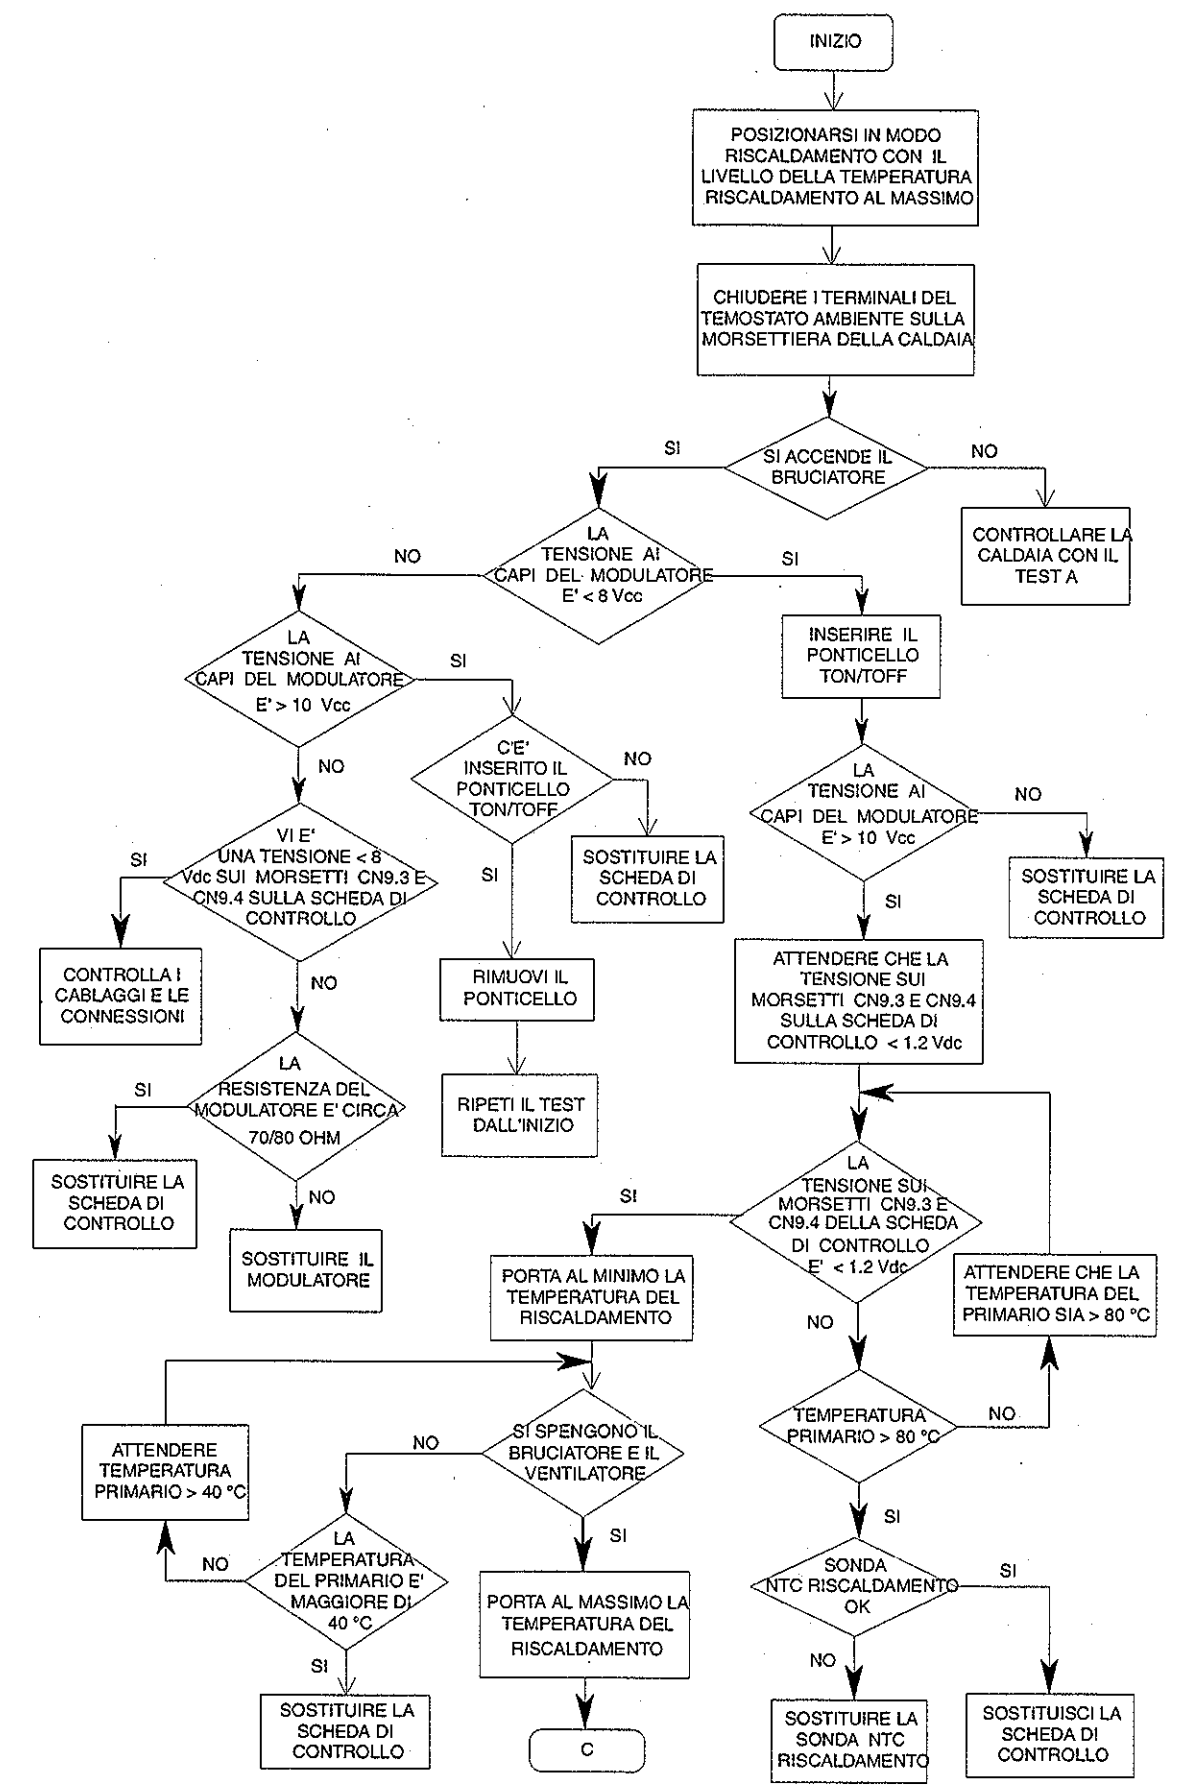 INIZIO
POSIZIONARSI IN MODO
RISCALDAMENTO CON IL
LIVELLO DELLA TEMPERATURA
RISCALDAMENTO AL MASSIMO
CHIUDERE I TERMINALI DEL
TEMOSTATO AMBIENTE SULLA
MORSETTIERA DELLA CALDAIA
SI ACCENDE IL
BRUCIATORE
SI
NO
CONTROLLARE LA
CALDAIA CON IL
TEST A
LA
TENSIONE AI
CAPI DEL MODULATORE
E' < 8 Vcc
NO
SI
LA
TENSIONE AI
CAPI DEL MODULATORE
E' > 10 Vcc
SI
NO
INSERIRE IL
PONTICELLO
TON/TOFF
C'E'
INSERITO IL
PONTICELLO
TON/TOFF
NO
SI
SOSTITUIRE LA
SCHEDA DI
CONTROLLO
LA
TENSIONE AI
CAPI DEL MODULATORE
E' > 10 Vcc
NO
SI
SOSTITUIRE LA
SCHEDA DI
CONTROLLO
VI E'
UNA TENSIONE < 8
Vdc SUI MORSETTI CN9.3 E
CN9.4 SULLA SCHEDA DI
CONTROLLO
SI
NO
CONTROLLA I
CABLAGGI E LE
CONNESSIONI
RIMUOVI IL
PONTICELLO
RIPETI IL TEST
DALL'INIZIO
ATTENDERE CHE LA
TENSIONE SUI
MORSETTI CN9.3 E CN9.4
SULLA SCHEDA DI
CONTROLLO < 1.2 Vdc
LA
RESISTENZA DEL
MODULATORE E' CIRCA
70/80 OHM
SI
NO
SOSTITUIRE LA
SCHEDA DI
CONTROLLO
SOSTITUIRE IL
MODULATORE
LA
TENSIONE SUI
MORSETTI CN9.3 E
CN9.4 DELLA SCHEDA
DI CONTROLLO
E' < 1.2 Vdc
SI
NO
PORTA AL MINIMO LA
TEMPERATURA DEL
RISCALDAMENTO
ATTENDERE CHE LA
TEMPERATURA DEL
PRIMARIO SIA > 80 °C
TEMPERATURA
PRIMARIO > 80 °C
NO
SI
SI SPENGONO IL
BRUCIATORE E IL
VENTILATORE
NO
SI
ATTENDERE
TEMPERATURA
PRIMARIO > 40 °C
LA
TEMPERATURA
DEL PRIMARIO E'
MAGGIORE DI
40 °C
NO
SI
SOSTITUIRE LA
SCHEDA DI
CONTROLLO
PORTA AL MASSIMO LA
TEMPERATURA DEL
RISCALDAMENTO
C
SONDA
NTC RISCALDAMENTO
OK
SI
NO
SOSTITUIRE LA
SONDA NTC
RISCALDAMENTO
SOSTITUISCI LA
SCHEDA DI
CONTROLLO